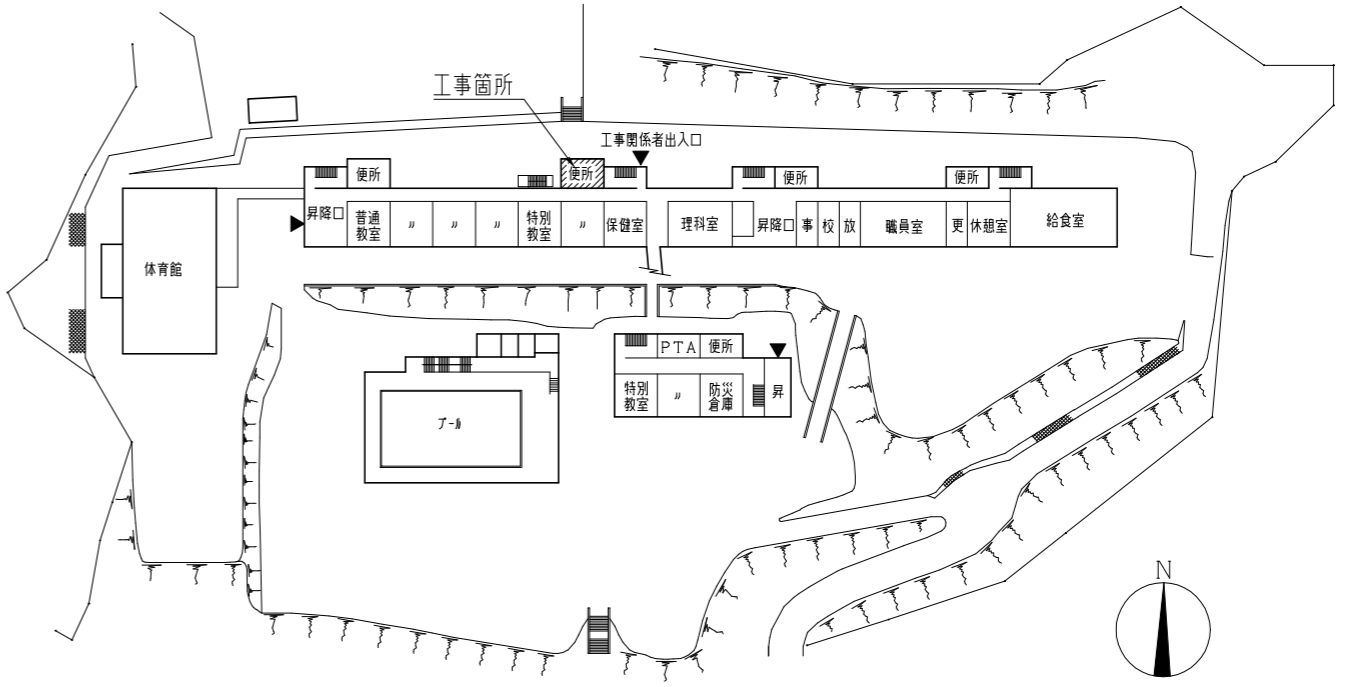 工事箇所
工事関係者出入口
便所
便所
便所
便所
昇降口
普通
教室
〃
〃
〃
特別
教室
〃
保健室
理科室
昇降口
事
校
放
職員室
更
休憩室
給食室
体育館
PTA
便所
特別
教室
〃
防災
倉庫
昇
プール
N